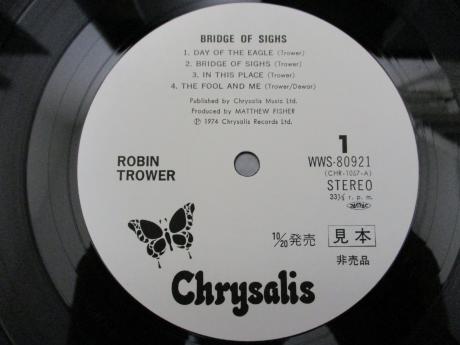 BRIDGE OF SIGHS
1. DAY OF THE EAGLE (Trower)
2. BRIDGE OF SIGHS (Trower)
3. IN THIS PLACE (Trower)
4. THE FOOL AND ME (Trower/Dewar)
Published by Chrysalis Music Ltd.
Produced by MATTHEW FISHER
Ⓟ 1974 Chrysalis Records Ltd.
ROBIN
TROWER
1
WWS-80921
(CHR-1057-A)
STEREO
33⅓ r.p.m.
10/20 発売
見本
非売品
Chrysalis